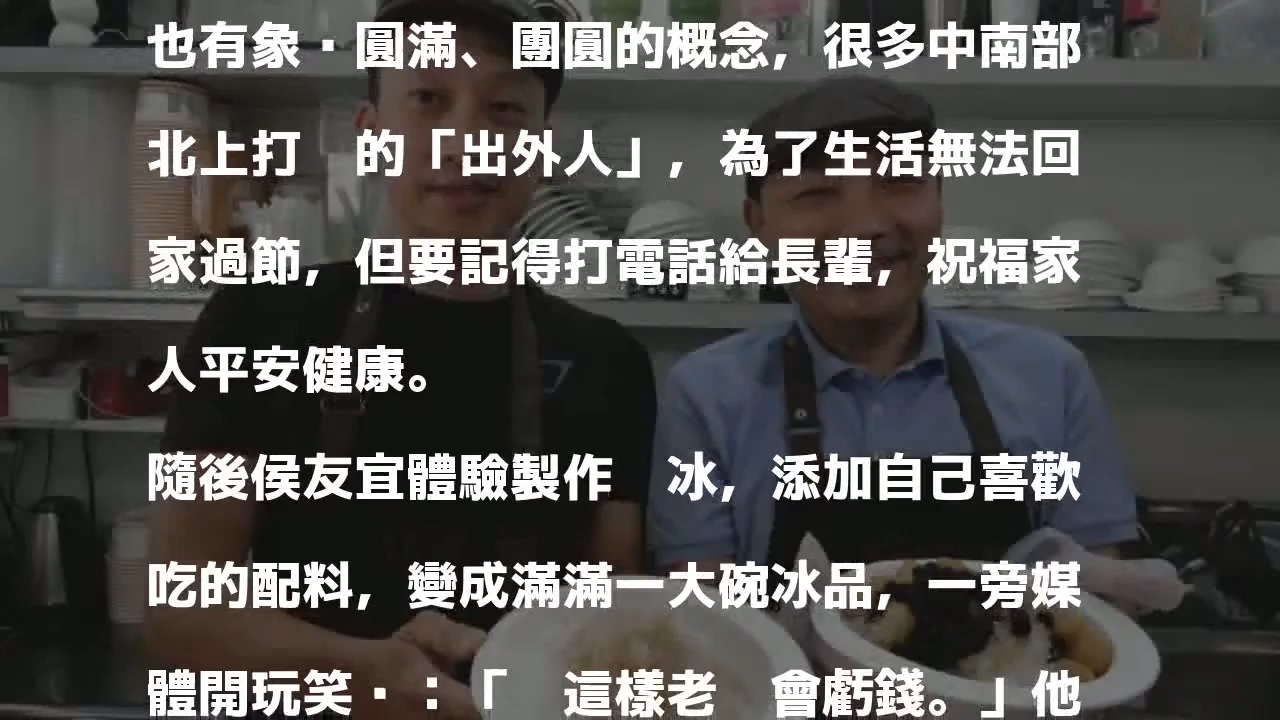 也有象·圓滿、團圓的概念，很多中南部
北上打　的「出外人」，為了生活無法回
家過節，但要記得打電話給長輩，祝福家
人平安健康。
隨後侯友宜體驗製作　冰，添加自己喜歡
吃的配料，變成滿滿一大碗冰品，一旁媒
體開玩笑·：「　這樣老　會虧錢。」他